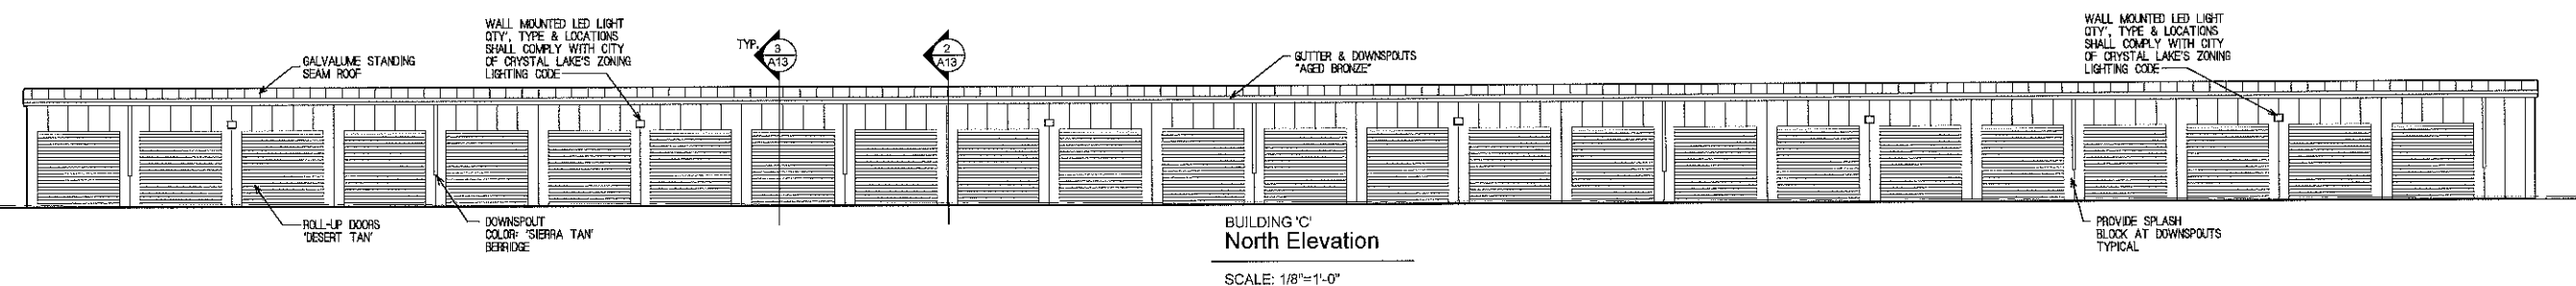 GALVALUME STANDING
SEAM ROOF
WALL MOUNTED LED LIGHT
QTY', TYPE & LOCATIONS
SHALL COMPLY WITH CITY
OF CRYSTAL LAKE'S ZONING
LIGHTING CODE
TYP.
3
A13
2
A13
GUTTER & DOWNSPOUTS
"AGED BRONZE"
WALL MOUNTED LED LIGHT
QTY', TYPE & LOCATIONS
SHALL COMPLY WITH CITY
OF CRYSTAL LAKE'S ZONING
LIGHTING CODE
ROLL-UP DOORS
'DESERT TAN'
DOWNSPOUT
COLOR: 'SIERRA TAN'
BERRIDGE
PROVIDE SPLASH
BLOCK AT DOWNSPOUTS
TYPICAL
BUILDING 'C'
North Elevation
SCALE: 1/8"=1'-0"